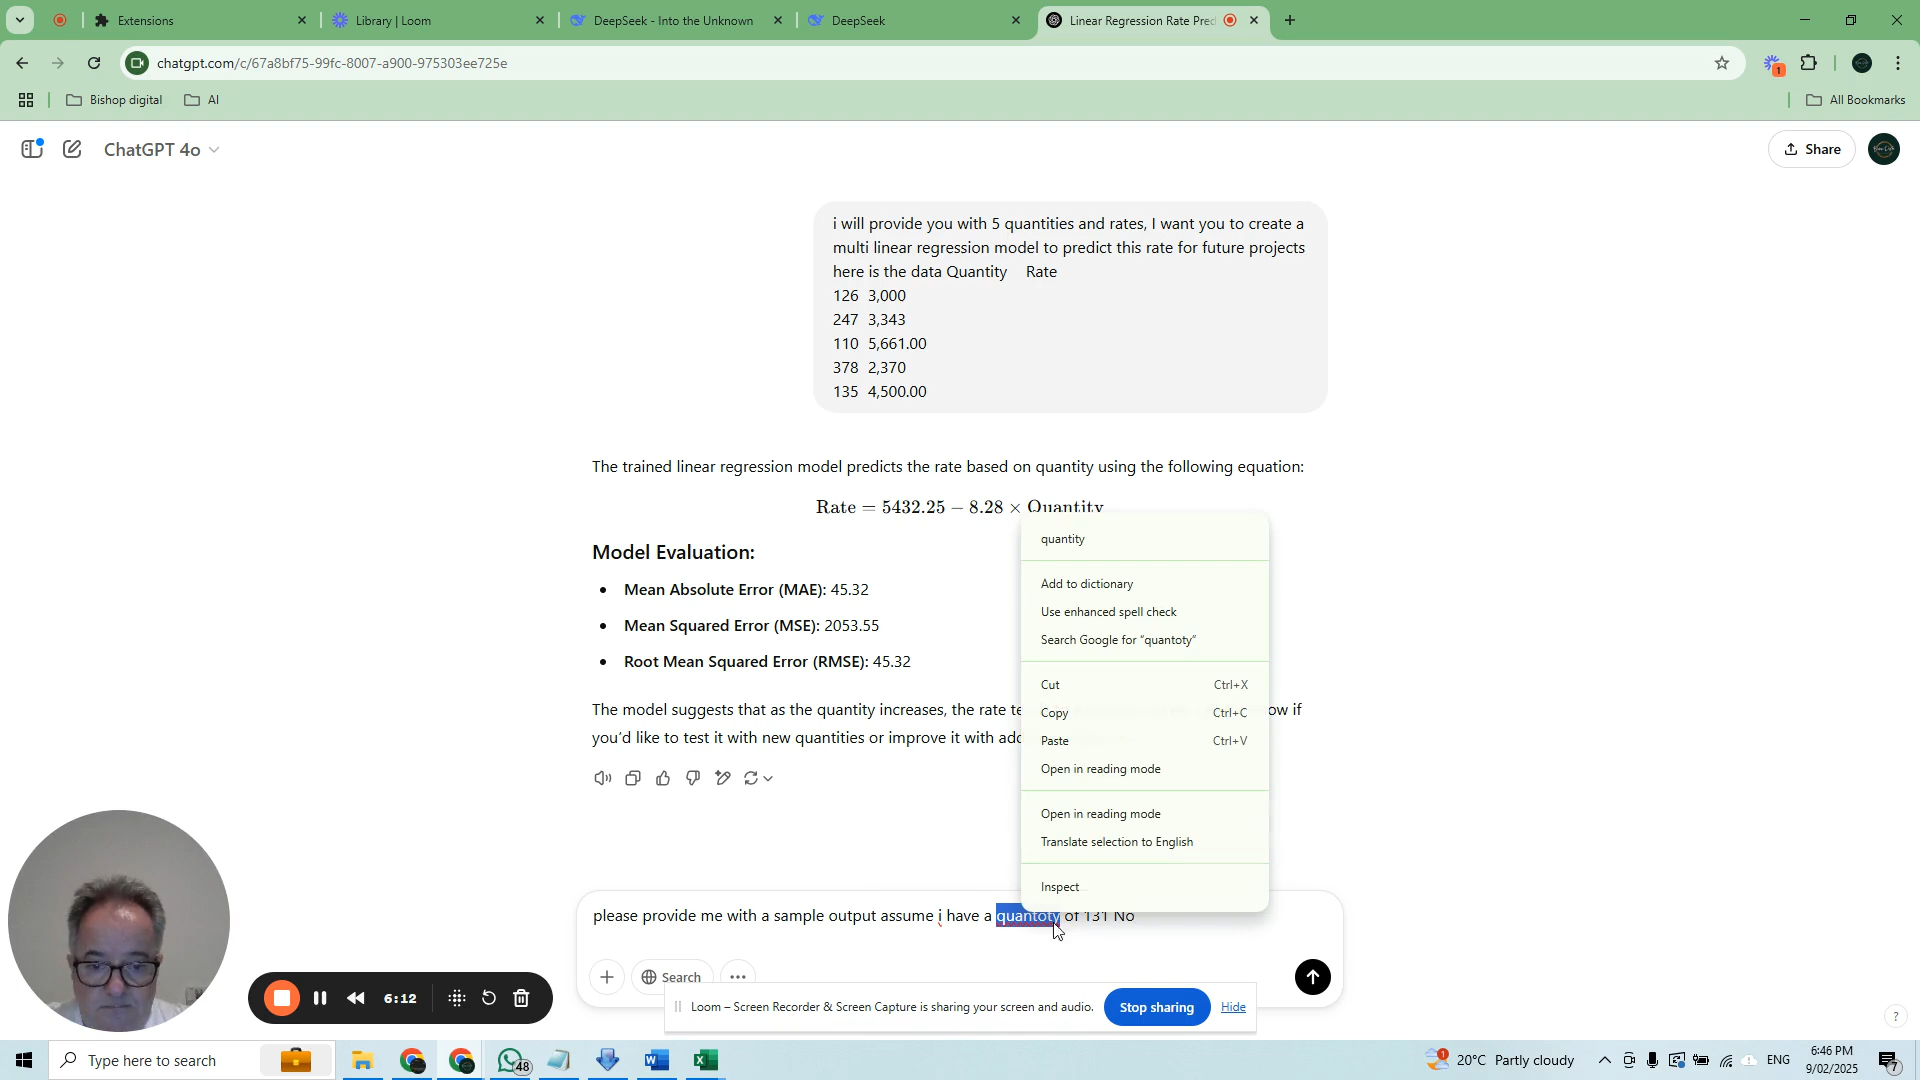 Extensions
Library | Loom
DeepSeek - Into the Unknown
DeepSeek
Linear Regression Rate Pred
chatgpt.com/c/67a8bf75-99fc-8007-a900-975303ee725e
1
Bishop digital
AI
All Bookmarks
ChatGPT 4o
Share
i will provide you with 5 quantities and rates, I want you to create a
multi linear regression model to predict this rate for future projects
here is the data Quantity Rate
126 3,000
247 3,343
110 5,661.00
378 2,370
135 4,500.00
The trained linear regression model predicts the rate based on quantity using the following equation:
Rate = 5432.25 − 8.28 × Quantity
Model Evaluation:
Mean Absolute Error (MAE): 45.32
Mean Squared Error (MSE): 2053.55
Root Mean Squared Error (RMSE): 45.32
The model suggests that as the quantity increases, the rate te
ow if
you'd like to test it with new quantities or improve it with add
quantity
Add to dictionary
Use enhanced spell check
Search Google for “quantoty”
Cut Ctrl+X
Copy Ctrl+C
Paste Ctrl+V
Open in reading mode
Open in reading mode
Translate selection to English
Inspect
please provide me with a sample output assume i have a quantoty of 131 No
Search
6:12
Loom – Screen Recorder & Screen Capture is sharing your screen and audio.
Stop sharing
Hide
?
Type here to search
48
1
20°C Partly cloudy
ENG
6:46 PM
9/02/2025
7